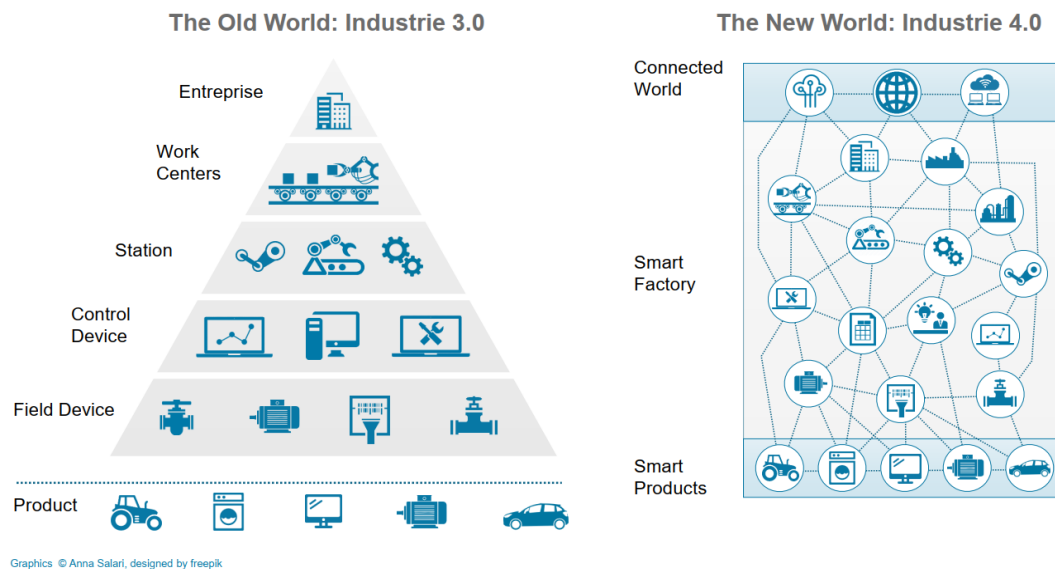 The Old World: Industrie 3.0
Entreprise
Work
Centers
Station
Control
Device
Field Device
Product
The New World: Industrie 4.0
Connected
World
Smart
Factory
Smart
Products
Graphics © Anna Salari, designed by freepik